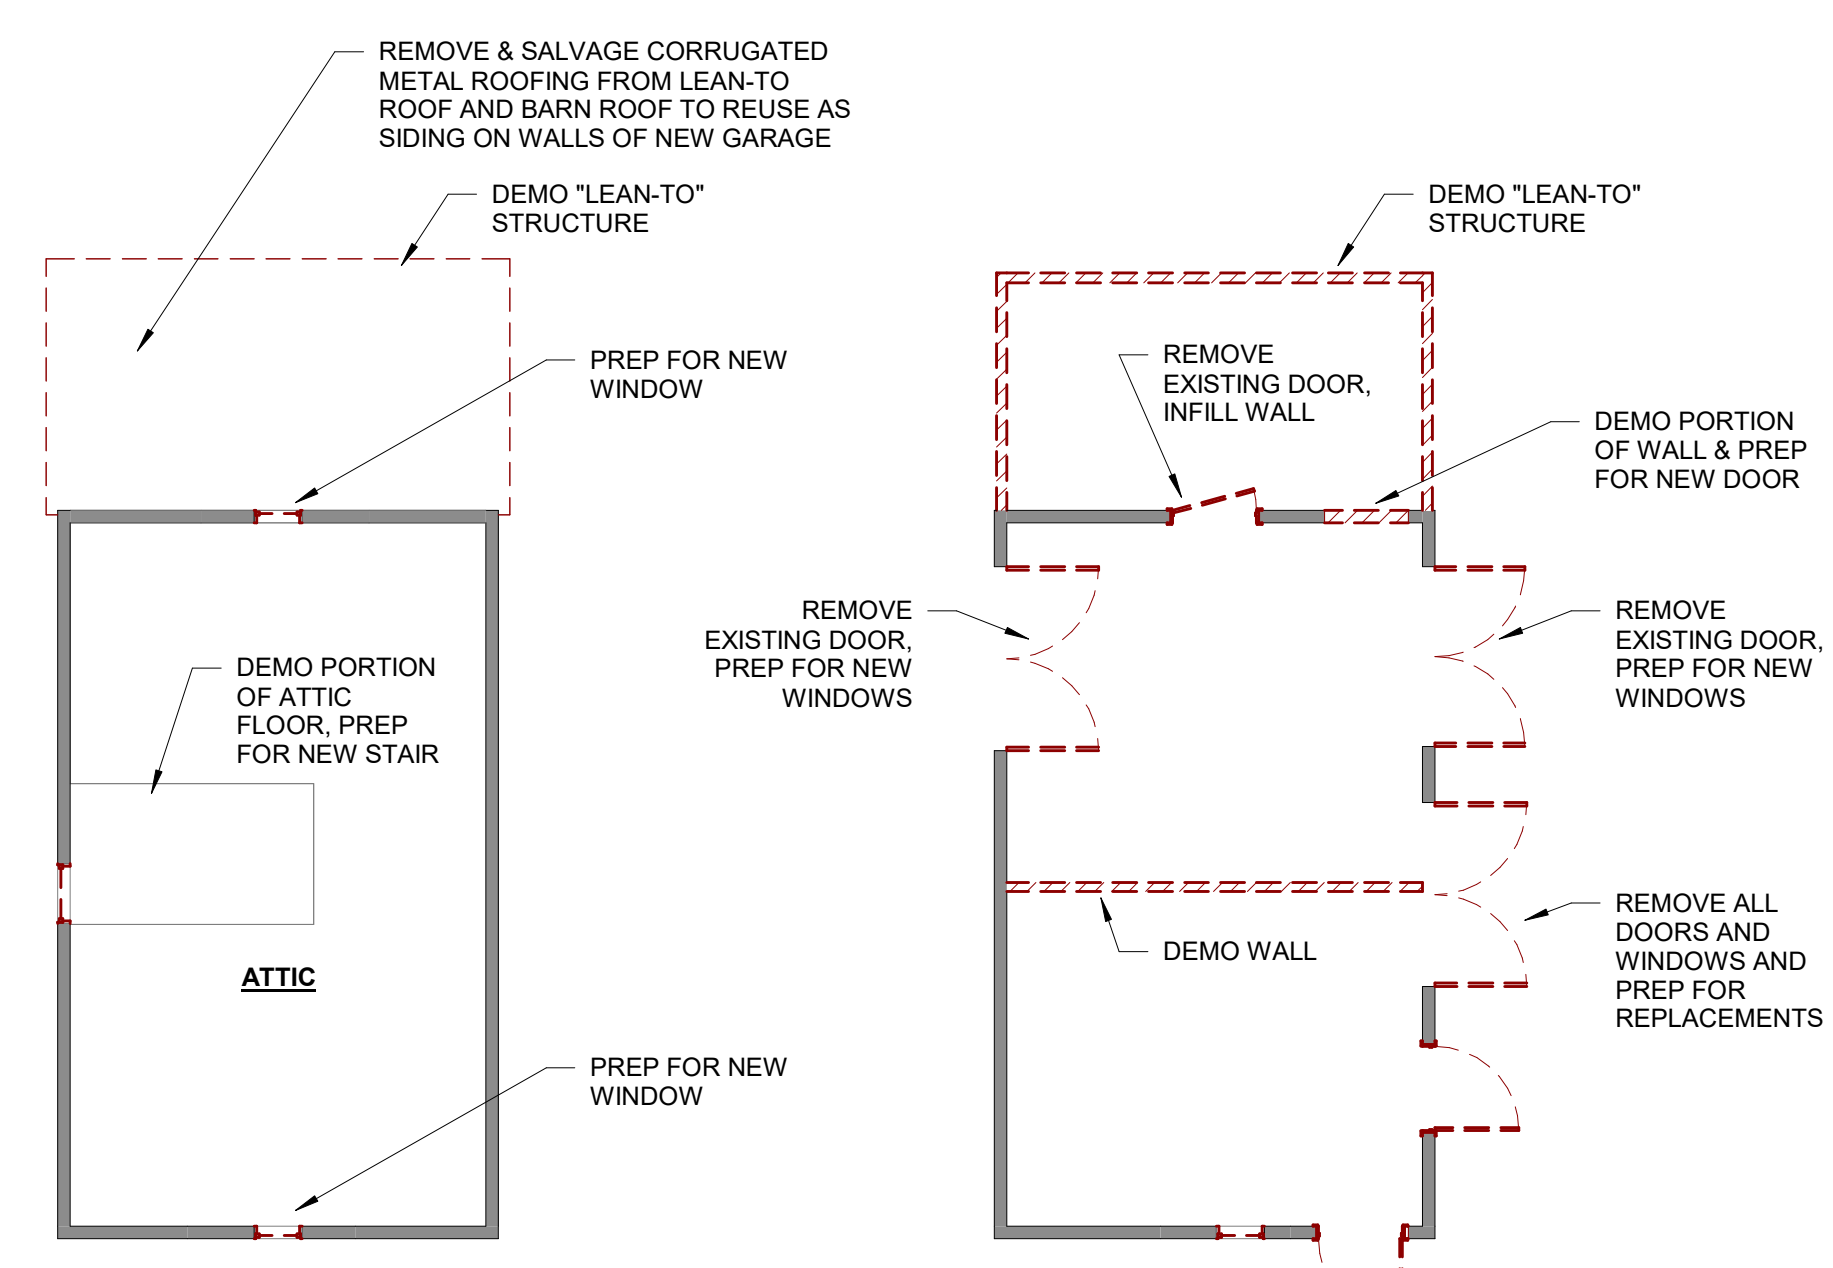 REMOVE & SALVAGE CORRUGATED
METAL ROOFING FROM LEAN-TO
ROOF AND BARN ROOF TO REUSE AS
SIDING ON WALLS OF NEW GARAGE
DEMO "LEAN-TO"
STRUCTURE
PREP FOR NEW
WINDOW
DEMO PORTION
OF ATTIC
FLOOR, PREP
FOR NEW STAIR
ATTIC
PREP FOR NEW
WINDOW
DEMO "LEAN-TO"
STRUCTURE
REMOVE
EXISTING DOOR,
INFILL WALL
DEMO PORTION
OF WALL & PREP
FOR NEW DOOR
REMOVE
EXISTING DOOR,
PREP FOR NEW
WINDOWS
REMOVE
EXISTING DOOR,
PREP FOR NEW
WINDOWS
DEMO WALL
REMOVE ALL
DOORS AND
WINDOWS AND
PREP FOR
REPLACEMENTS